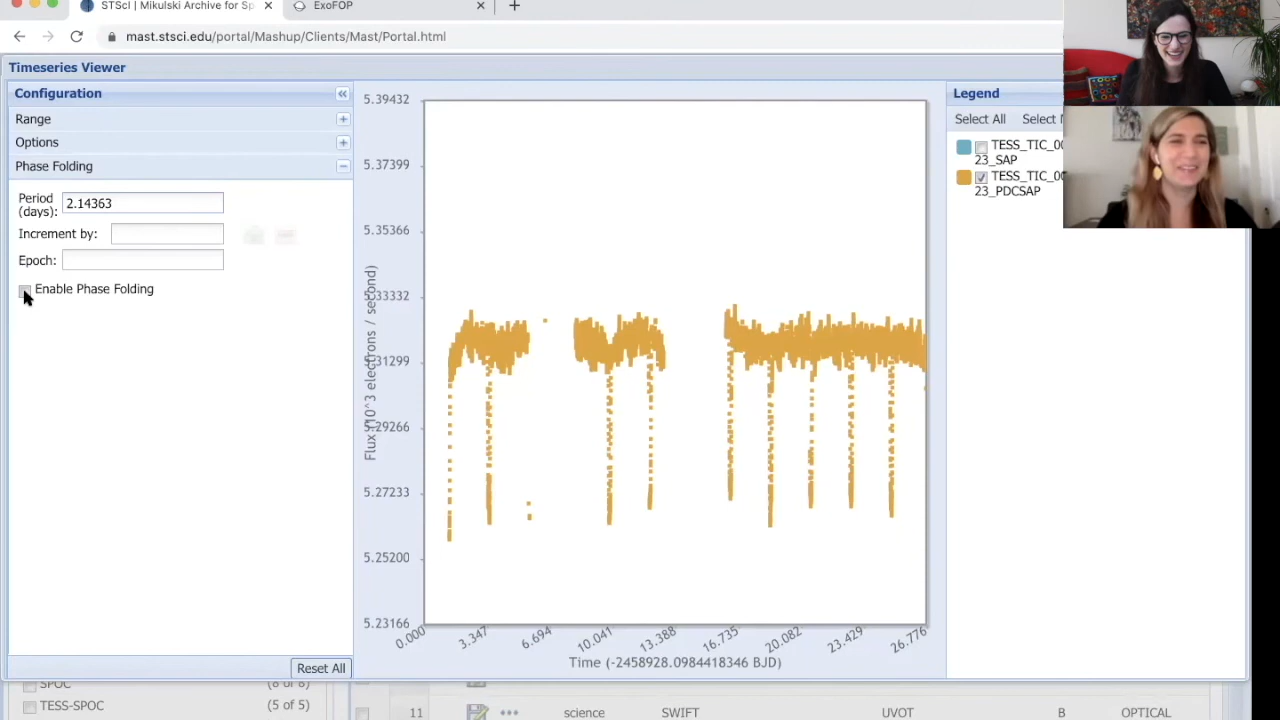 STScI | Mikulski Archive for Sp
ExoFOP
mast.stsci.edu/portal/Mashup/Clients/Mast/Portal.html
Timeseries Viewer
Configuration
Range
Options
Phase Folding
Period
(days):
2.14363
Increment by:
Epoch:
Enable Phase Folding
Reset All
5.39432
5.37399
5.35366
5.33332
5.31299
5.29266
5.27233
5.25200
5.23166
Flux (10^3 electrons / second)
0.000
3.347
6.694
10.041
13.388
16.735
20.082
23.429
26.776
Time (-2458928.0984418346 BJD)
Legend
Select All
Select
TESS_TIC_00
23_SAP
TESS_TIC_00
23_PDCSAP
SPOC
(8 of 8)
TESS-SPOC
(5 of 5)
11
science
SWIFT
UVOT
B
OPTICAL